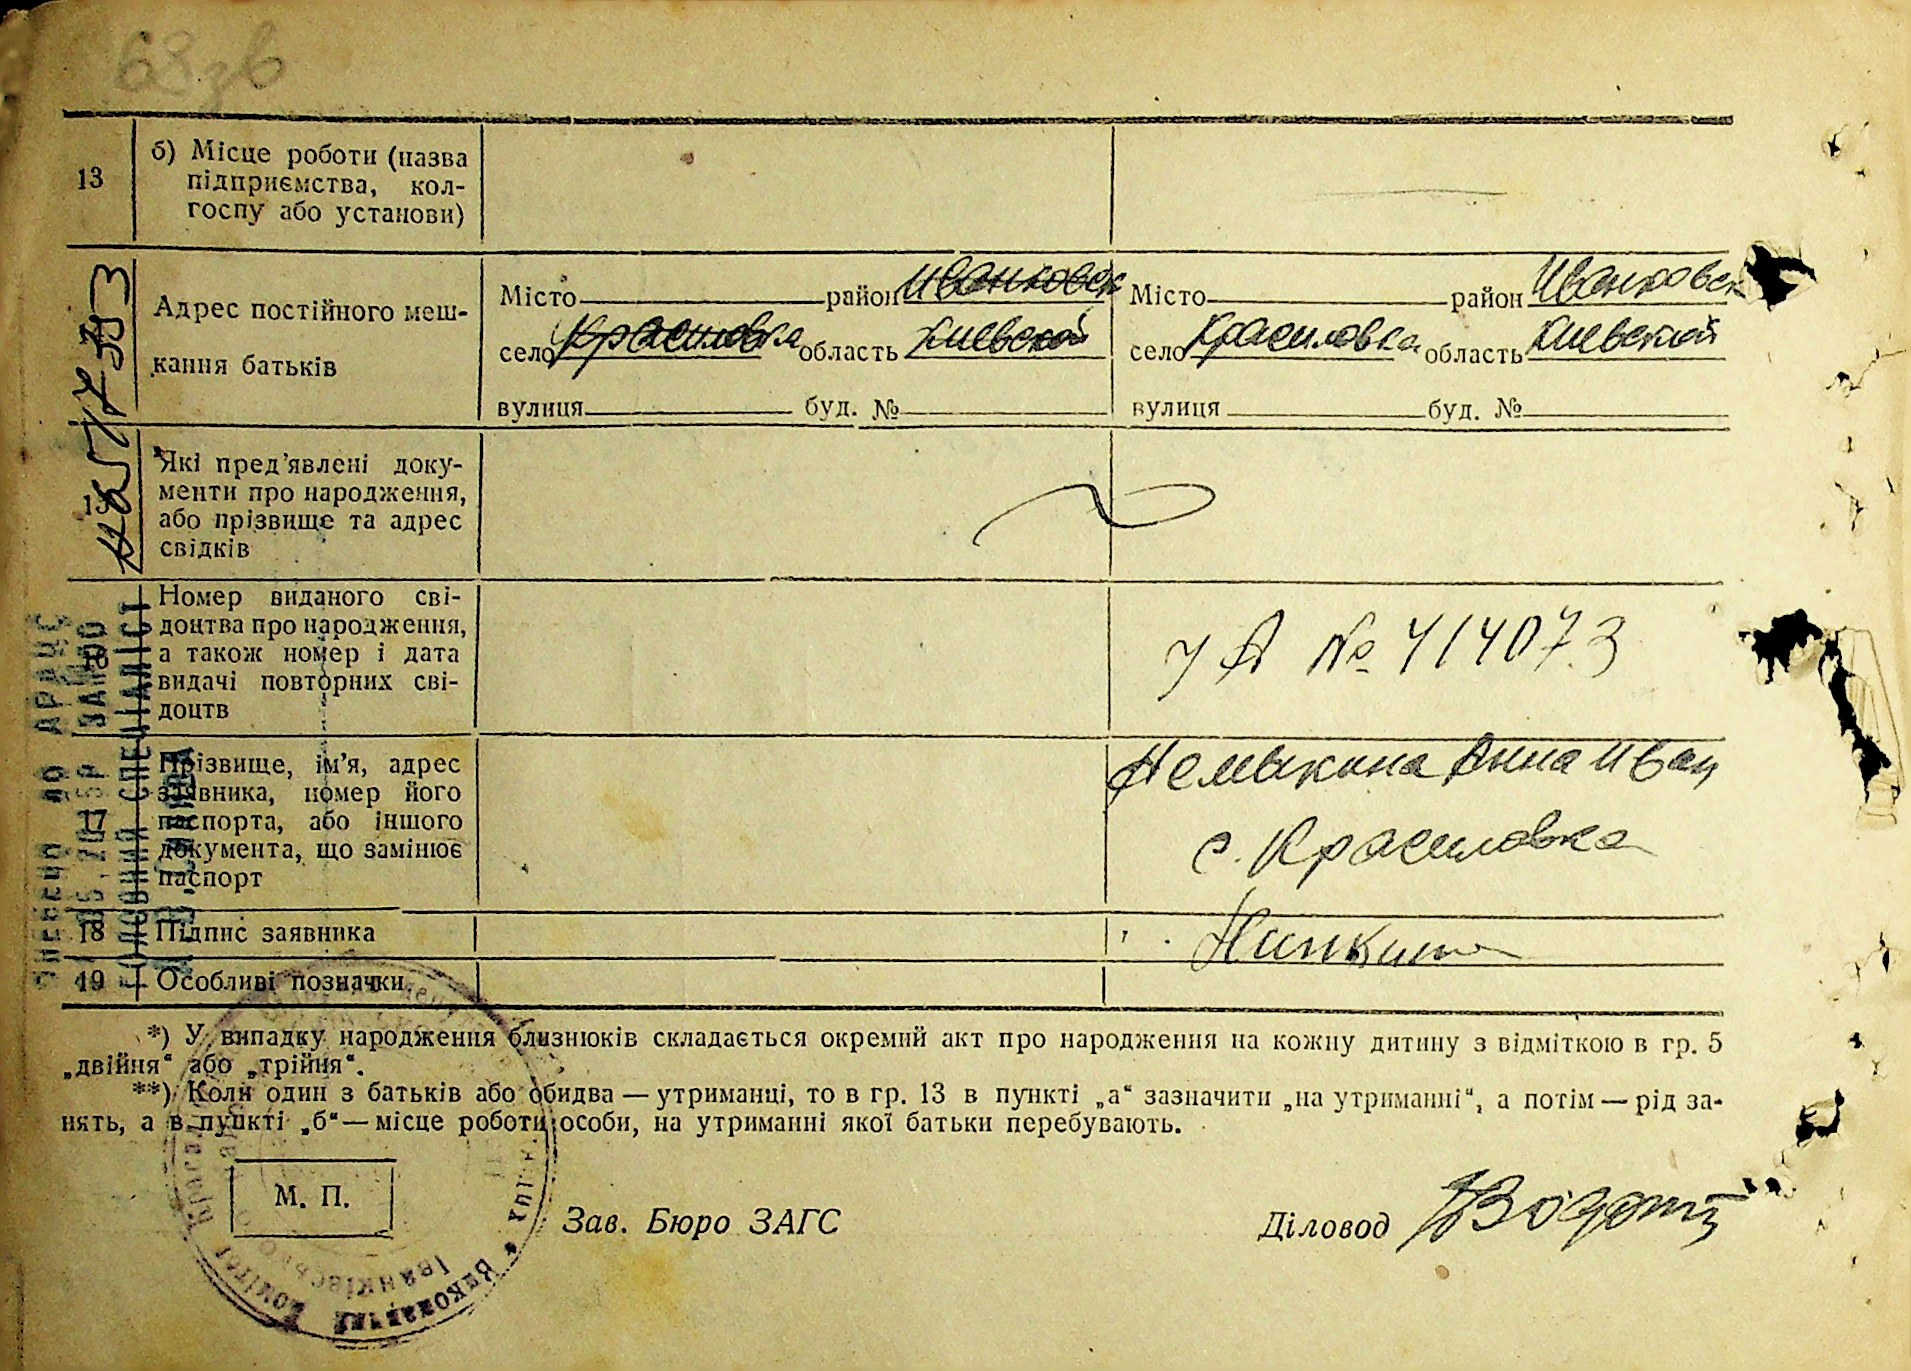 68зв
13
б) Місце роботи (назва
підприємства, кол-
госпу або установи)
Адрес постійного меш-
кання батьків
Місто район Иванковск
село Красиловка область Киевской
вулиця буд. №
Місто район Иванковск
село Красиловка область Киевской
вулиця буд. №
Які пред’явлені доку-
менти про народження,
або прізвище та адрес
свідків
Номер виданого сві-
доцтва про народження,
а також номер і дата
видачі повторних сві-
доцтв
№ 414073
17
Прізвище, ім’я, адрес
заявника, номер його
паспорта, або іншого
документа, що замінює
паспорт
Немыкина Анна Иван
с. Красиловка
18
Підпис заявника
19
Особливі позначки
*) У випадку народження близнюків складається окремий акт про народження на кожну дитину з відміткою в гр. 5
„двійня“ або „трійня“.
**) Коли один з батьків або обидва — утриманці, то в гр. 13 в пункті „а“ зазначити „на утриманні“, а потім — рід за-
нять, а в пункті „б“ — місце роботи особи, на утриманні якої батьки перебувають.
М. П.
Зав. Бюро ЗАГС
Діловод